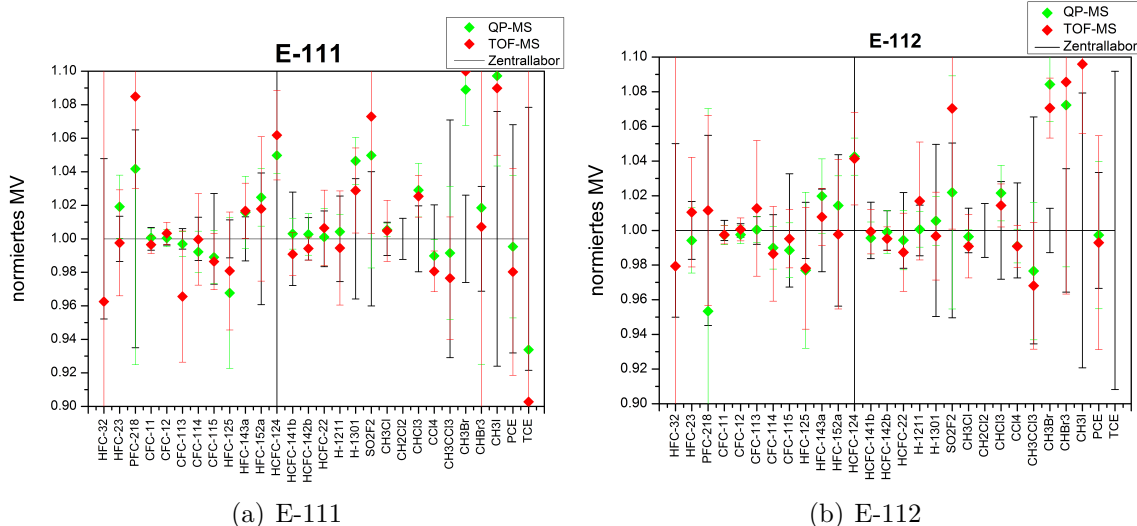 E-111
QP-MS
TOF-MS
Zentrallabor
normiertes MV
1.10
1.08
1.06
1.04
1.02
1.00
0.98
0.96
0.94
0.92
0.90
HFC-32
HFC-23
PFC-218
CFC-11
CFC-12
CFC-113
CFC-114
CFC-115
HFC-125
HFC-143a
HFC-152a
HCFC-124
HCFC-141b
HCFC-142b
HCFC-22
H-1211
H-1301
SO2F2
CH3Cl
CH2Cl2
CHCl3
CCl4
CH3CCl3
CH3Br
CHBr3
CH3I
PCE
TCE
(a) E-111
E-112
QP-MS
TOF-MS
Zentrallabor
normiertes MV
1.10
1.08
1.06
1.04
1.02
1.00
0.98
0.96
0.94
0.92
0.90
HFC-32
HFC-23
PFC-218
CFC-11
CFC-12
CFC-113
CFC-114
CFC-115
HFC-125
HFC-143a
HFC-152a
HCFC-124
HCFC-141b
HCFC-142b
HCFC-22
H-1211
H-1301
SO2F2
CH3Cl
CH2Cl2
CHCl3
CCl4
CH3CCl3
CH3Br
CHBr3
CH3I
PCE
TCE
(b) E-112